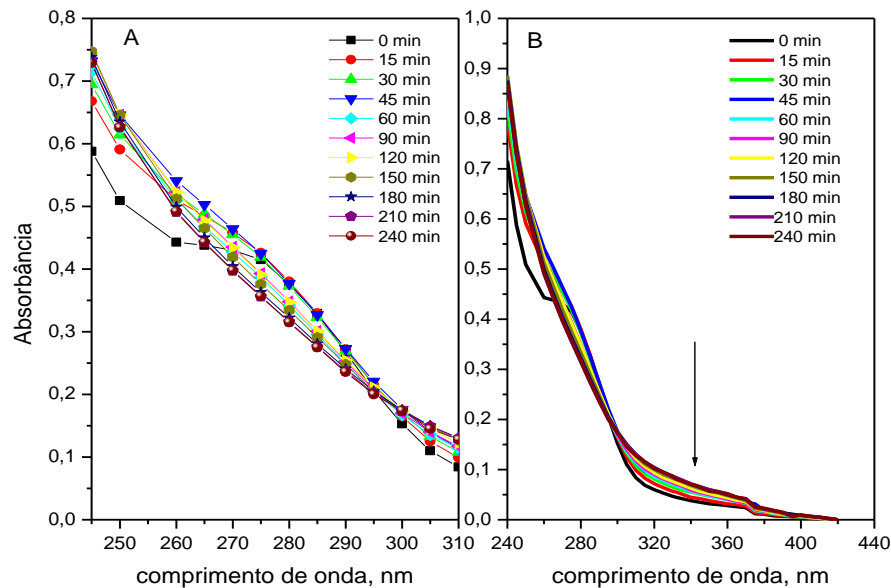 A
0 min
15 min
30 min
45 min
60 min
90 min
120 min
150 min
180 min
210 min
240 min
0,8
0,7
0,6
0,5
0,4
0,3
0,2
0,1
0,0
Absorbância
250 260 270 280 290 300 310
comprimento de onda, nm
B
0 min
15 min
30 min
45 min
60 min
90 min
120 min
150 min
180 min
210 min
240 min
1,0
0,9
0,8
0,7
0,6
0,5
0,4
0,3
0,2
0,1
0,0
240 280 320 360 400 440
comprimento de onda, nm